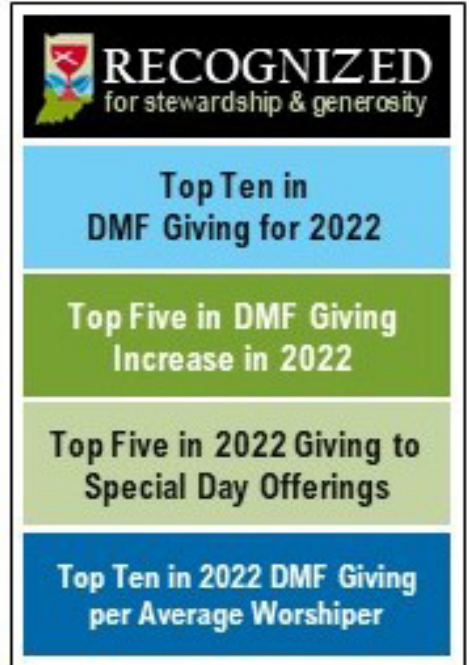 RECOGNIZED
for stewardship & generosity
Top Ten in
DMF Giving for 2022
Top Five in DMF Giving
Increase in 2022
Top Five in 2022 Giving to
Special Day Offerings
Top Ten in 2022 DMF Giving
per Average Worshiper